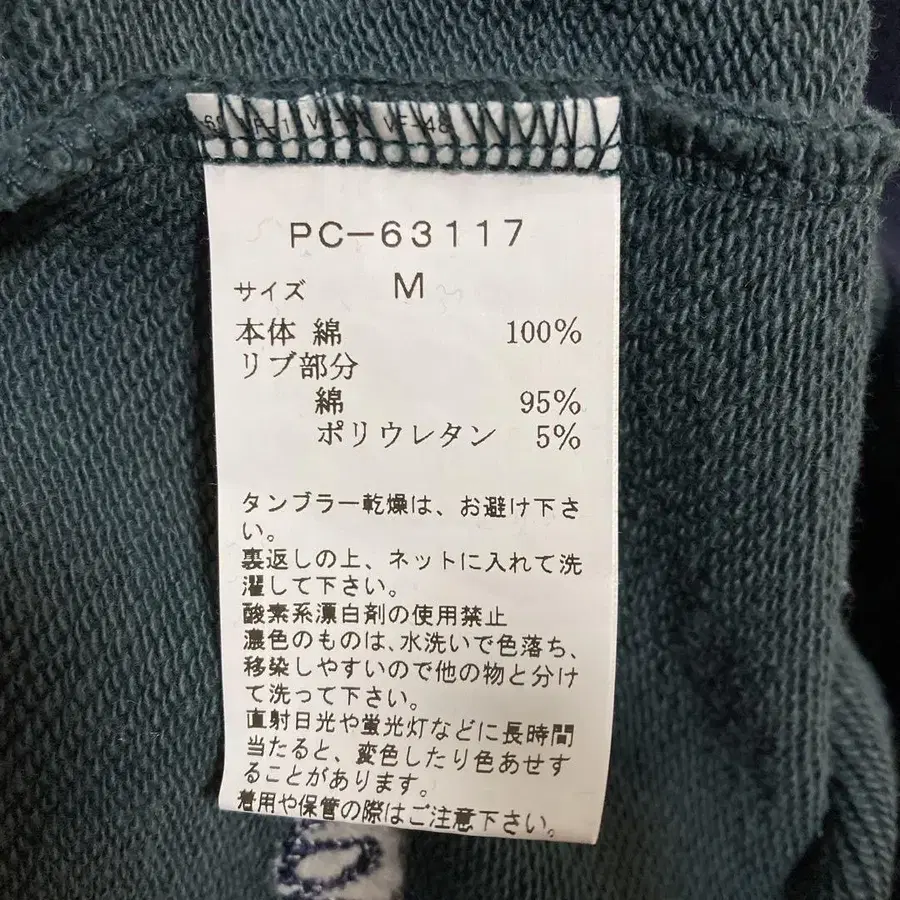 PC-63117
サイズ M
本体 綿 100%
リブ部分
綿 95%
ポリウレタン 5%
タンブラー乾燥は、お避け下さ
い。
裏返しの上、ネットに入れて洗
濯して下さい。
酸素系漂白剤の使用禁止
濃色のものは、水洗いで色落ち、
移染しやすいので他の物と分け
て洗って下さい。
直射日光や蛍光灯などに長時間
当たると、変色したり色あせす
ることがあります。
着用や保管の際はご注意下さい。